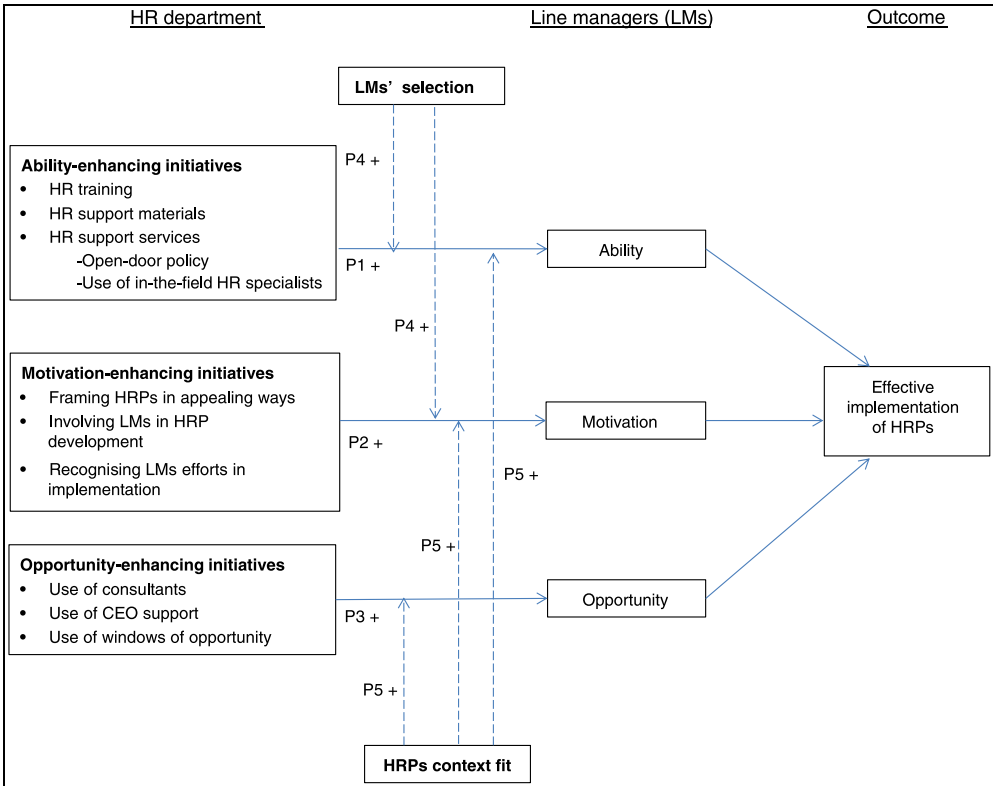 HR department
Line managers (LMs)
Outcome
LMs' selection
P4 +
Ability-enhancing initiatives
• HR training
• HR support materials
• HR support services
-Open-door policy
-Use of in-the-field HR specialists
P1 +
Ability
P4 +
Motivation-enhancing initiatives
• Framing HRPs in appealing ways
• Involving LMs in HRP
development
• Recognising LMs efforts in
implementation
P2 +
Motivation
Effective
implementation
of HRPs
P5 +
P5 +
Opportunity-enhancing initiatives
• Use of consultants
• Use of CEO support
• Use of windows of opportunity
P3 +
Opportunity
P5 +
HRPs context fit